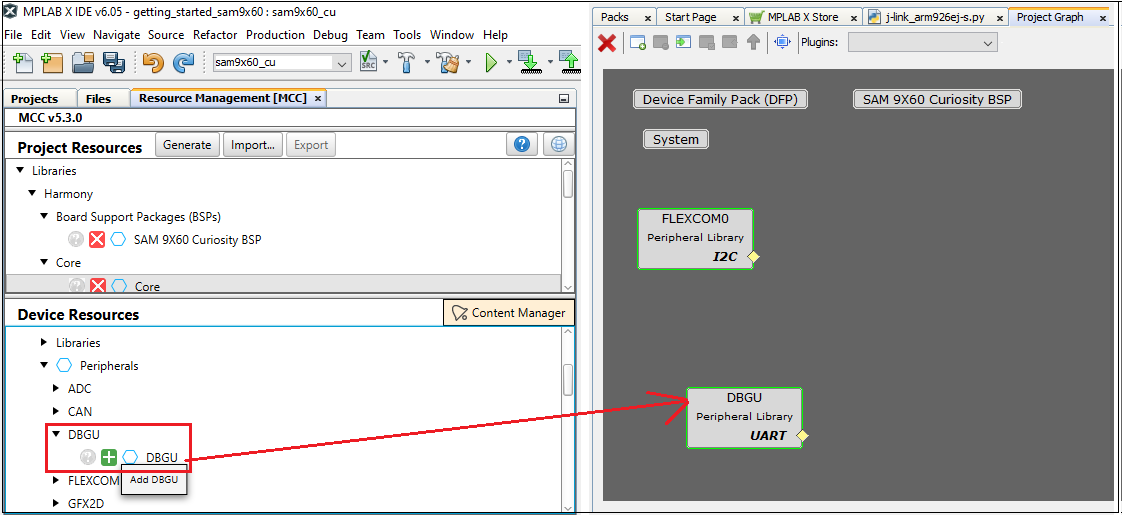 MPLAB X IDE v6.05 - getting_started_sam9x60 : sam9x60_cu
File Edit View Navigate Source Refactor Production Debug Team Tools Window Help
sam9x60_cu
SRC
Projects Files Resource Management [MCC] ×
MCC v5.3.0
Project Resources Generate Import... Export ?
Libraries
Harmony
Board Support Packages (BSPs)
? SAM 9X60 Curiosity BSP
Core
? Core
Device Resources Content Manager
Libraries
Peripherals
ADC
CAN
DBGU
? DBGU
FLEXCOM
Add DBGU
GFX2D
Packs × Start Page × MPLAB X Store × j-link_arm926ej-s.py × Project Graph ×
Plugins:
Device Family Pack (DFP) SAM 9X60 Curiosity BSP
System
FLEXCOM0
Peripheral Library
I2C
DBGU
Peripheral Library
UART